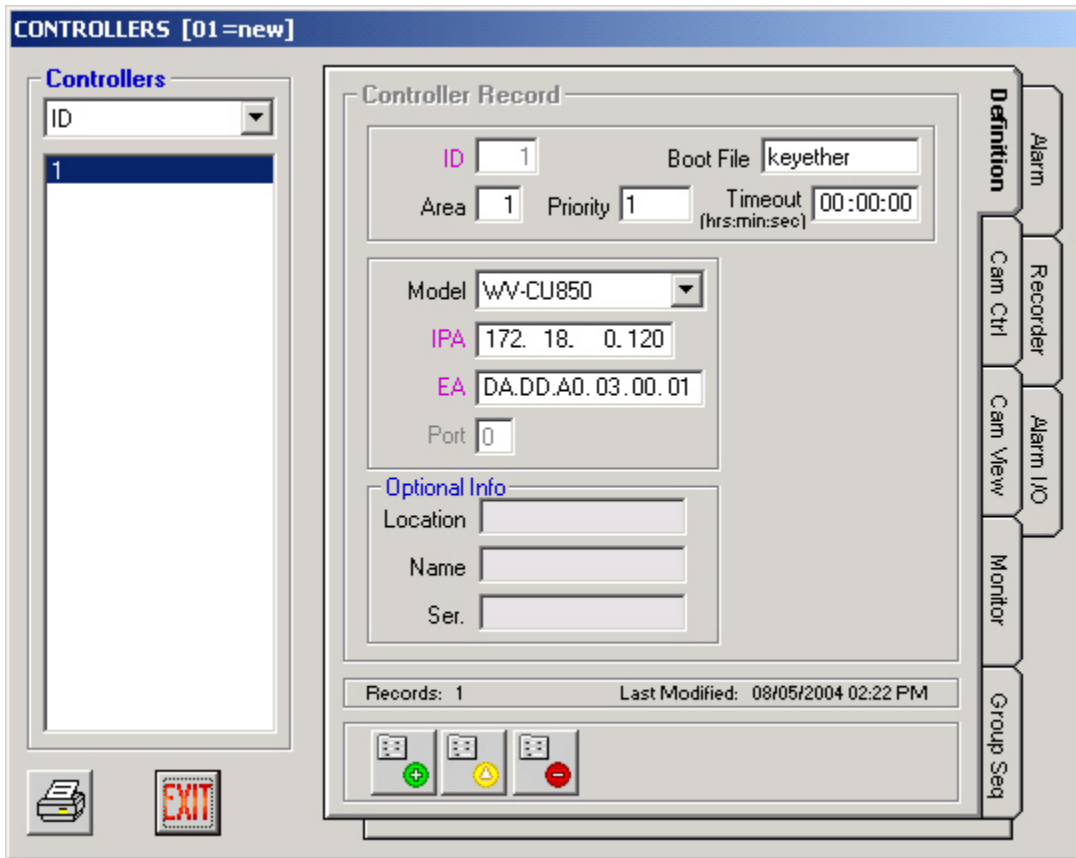 CONTROLLERS [01=new]
Controllers
ID
1
Controller Record
ID 1 Boot File keyether
Area 1 Priority 1 Timeout (hrs:min:sec) 00:00:00
Model WV-CU850
IPA 172. 18. 0.120
EA DA.DD.A0.03.00.01
Port 0
Optional Info
Location
Name
Ser.
Records: 1 Last Modified: 08/05/2004 02:22 PM
EXIT
Definition
Cam Ctrl
Cam View
Monitor
Group Seq
Alarm
Recorder
Alarm I/O